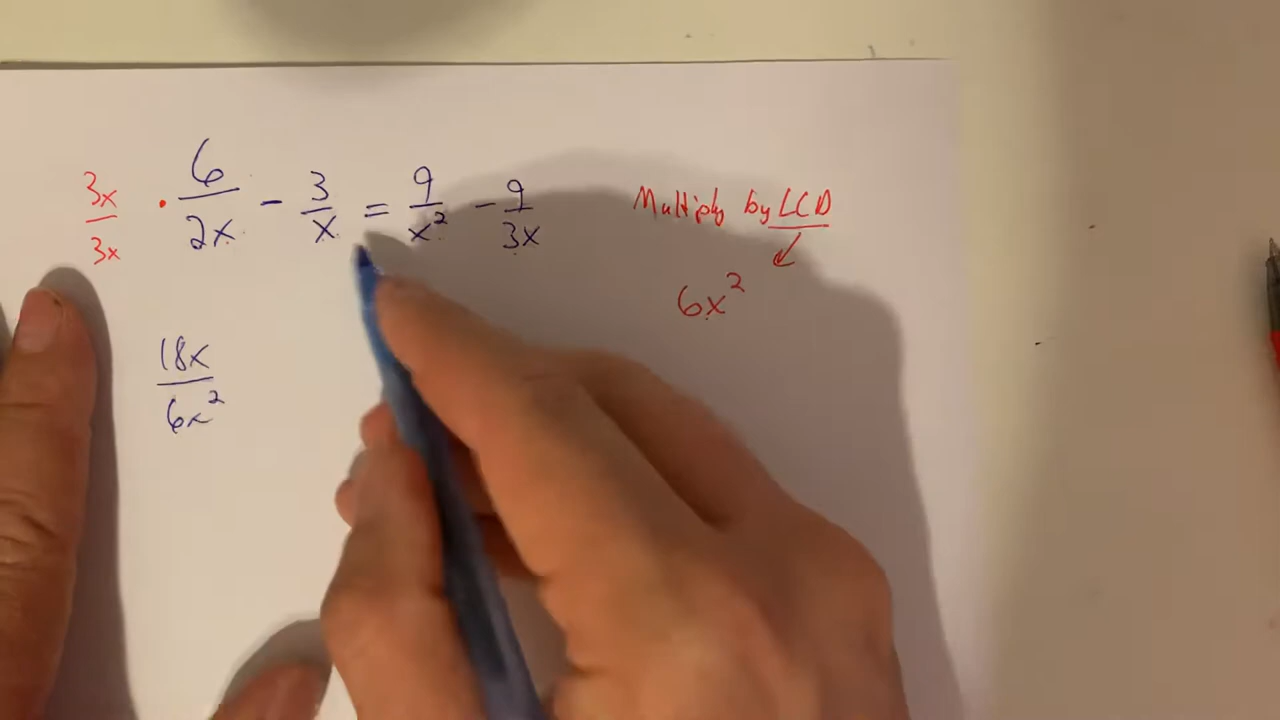 3x/3x · 6/2x - 3/x = 9/x² - 9/3x
Multiply by LCD
6x²
18x/6x²